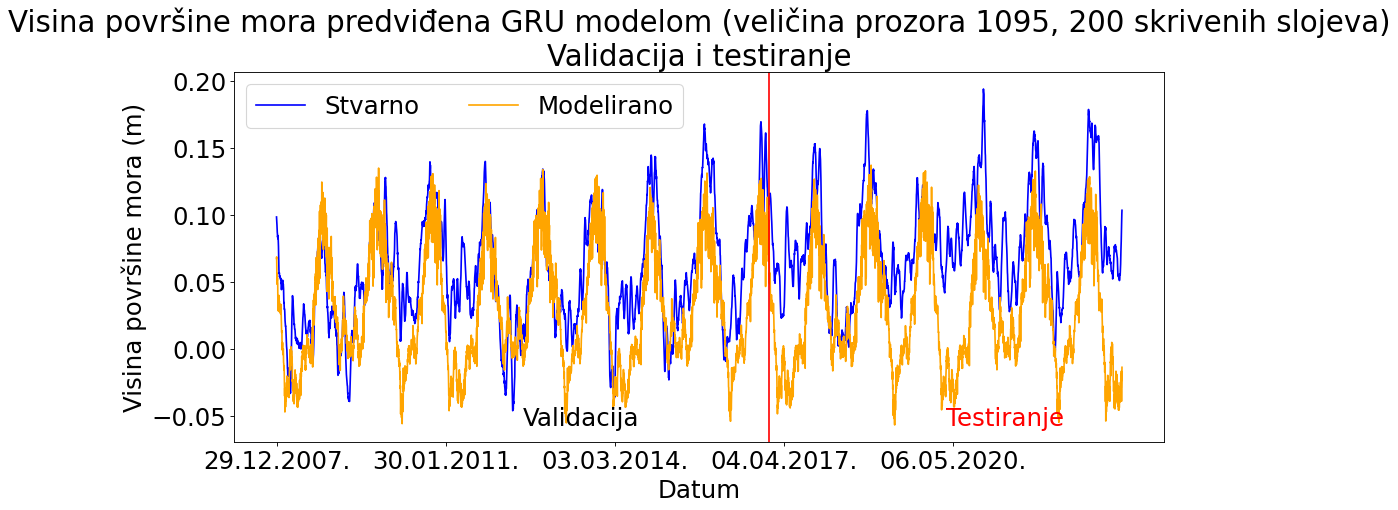 Visina površine mora predviđena GRU modelom (veličina prozora 1095, 200 skrivenih slojeva)
Validacija i testiranje
Stvarno
Modelirano
Visina površine mora (m)
0.20
0.15
0.10
0.05
0.00
−0.05
Validacija
Testiranje
29.12.2007.
30.01.2011.
03.03.2014.
04.04.2017.
06.05.2020.
Datum